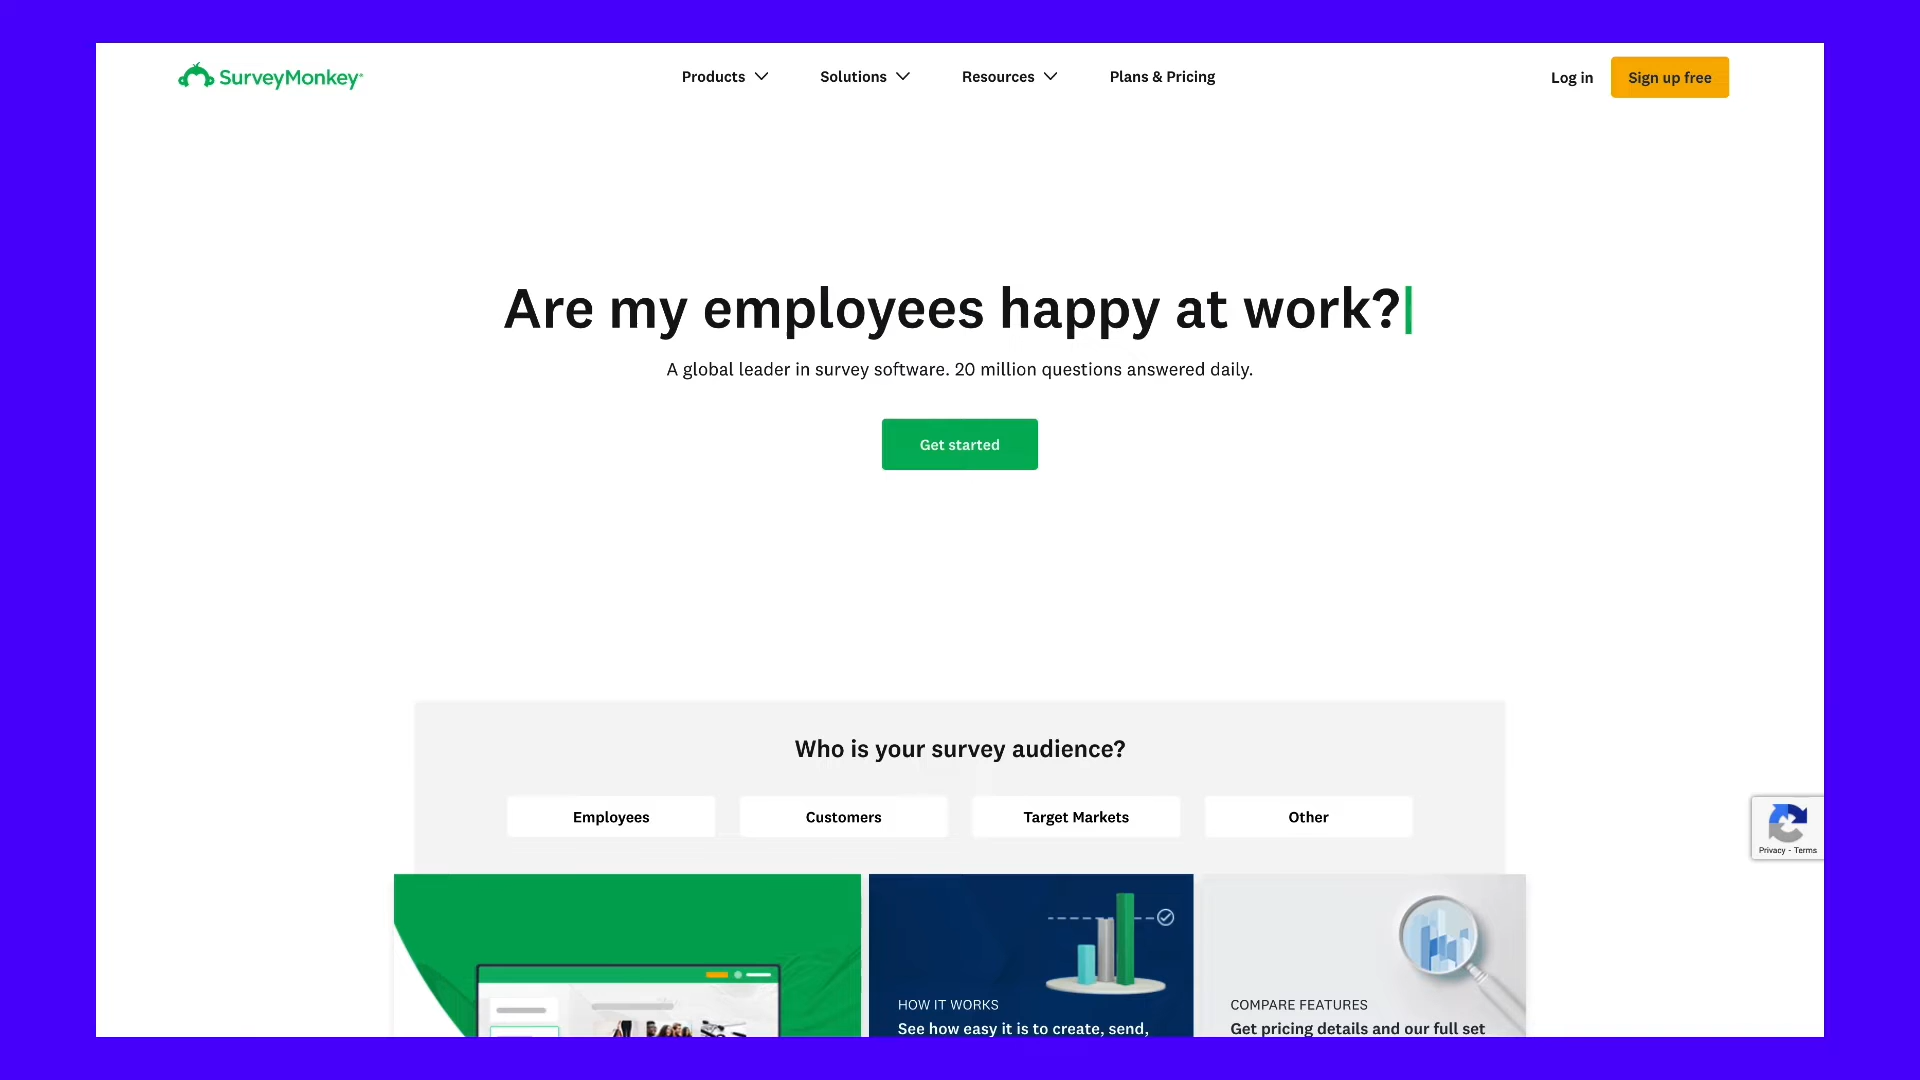 SurveyMonkey
Products
Solutions
Resources
Plans & Pricing
Log in
Sign up free
Are my employees happy at work?
A global leader in survey software. 20 million questions answered daily.
Get started
Who is your survey audience?
Employees
Customers
Target Markets
Other
Privacy - Terms
HOW IT WORKS
See how easy it is to create, send,
COMPARE FEATURES
Get pricing details and our full set